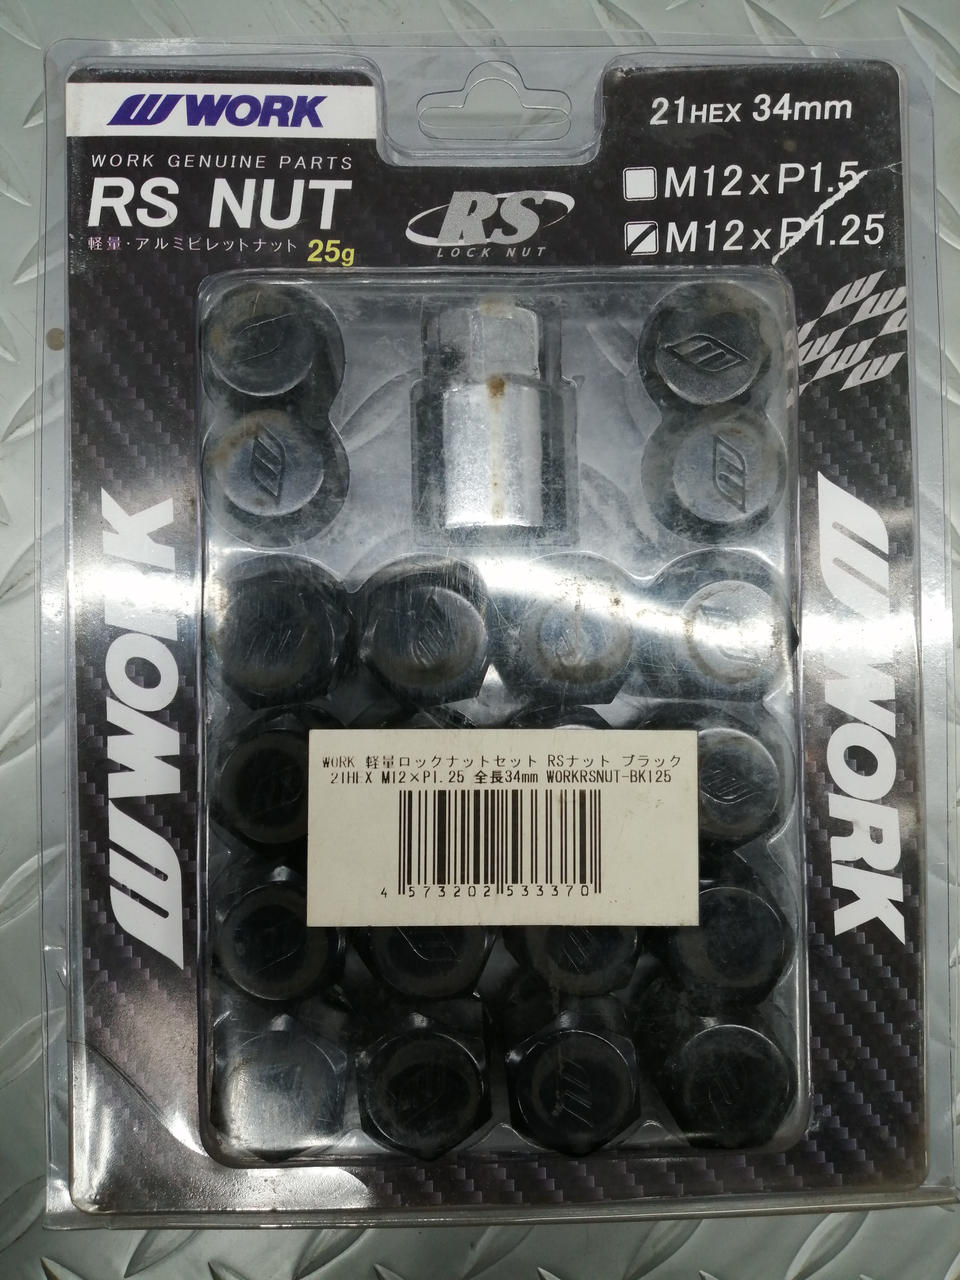 WORK
WORK GENUINE PARTS
RS NUT
軽量・アルミビレットナット 25g
RS
LOCK NUT
21HEX 34mm
M12xP1.5
M12xP1.25
WORK
WORK
WORK 軽量ロックナットセット RSナット ブラック
21HEX M12×P1.25 全長34mm WORKRSNUT-BK125
4 573202 533370